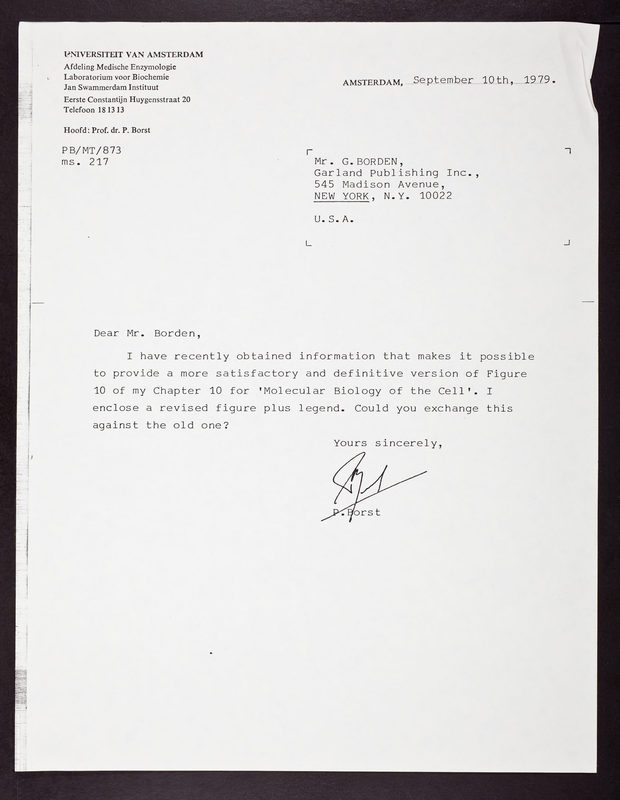 UNIVERSITEIT VAN AMSTERDAM
Afdeling Medische Enzymologie
Laboratorium voor Biochemie
Jan Swammerdam Instituut
Eerste Constantijn Huygensstraat 20
Telefoon 18 13 13
Hoofd: Prof. dr. P. Borst
AMSTERDAM, September 10th, 1979.
PB/MT/873
ms. 217
Mr. G.BORDEN,
Garland Publishing Inc.,
545 Madison Avenue,
NEW YORK, N.Y. 10022
U.S.A.
Dear Mr. Borden,
I have recently obtained information that makes it possible
to provide a more satisfactory and definitive version of Figure
10 of my Chapter 10 for 'Molecular Biology of the Cell'. I
enclose a revised figure plus legend. Could you exchange this
against the old one?
Yours sincerely,
P.Borst